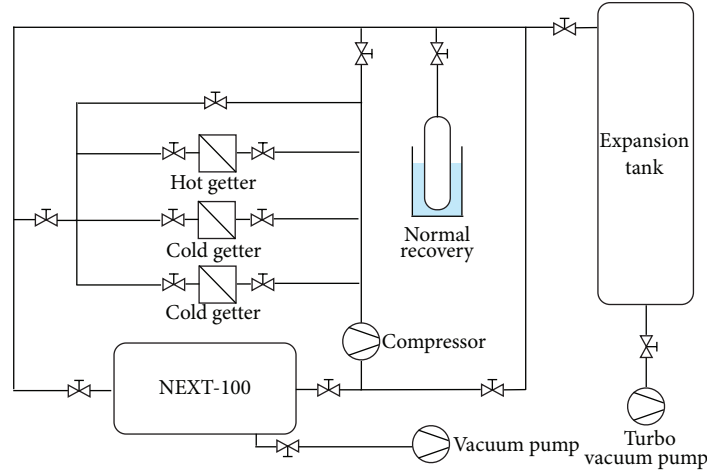 Expansion
tank
Hot getter
Cold getter
Normal
recovery
Cold getter
Compressor
NEXT-100
Vacuum pump
Turbo
vacuum pump